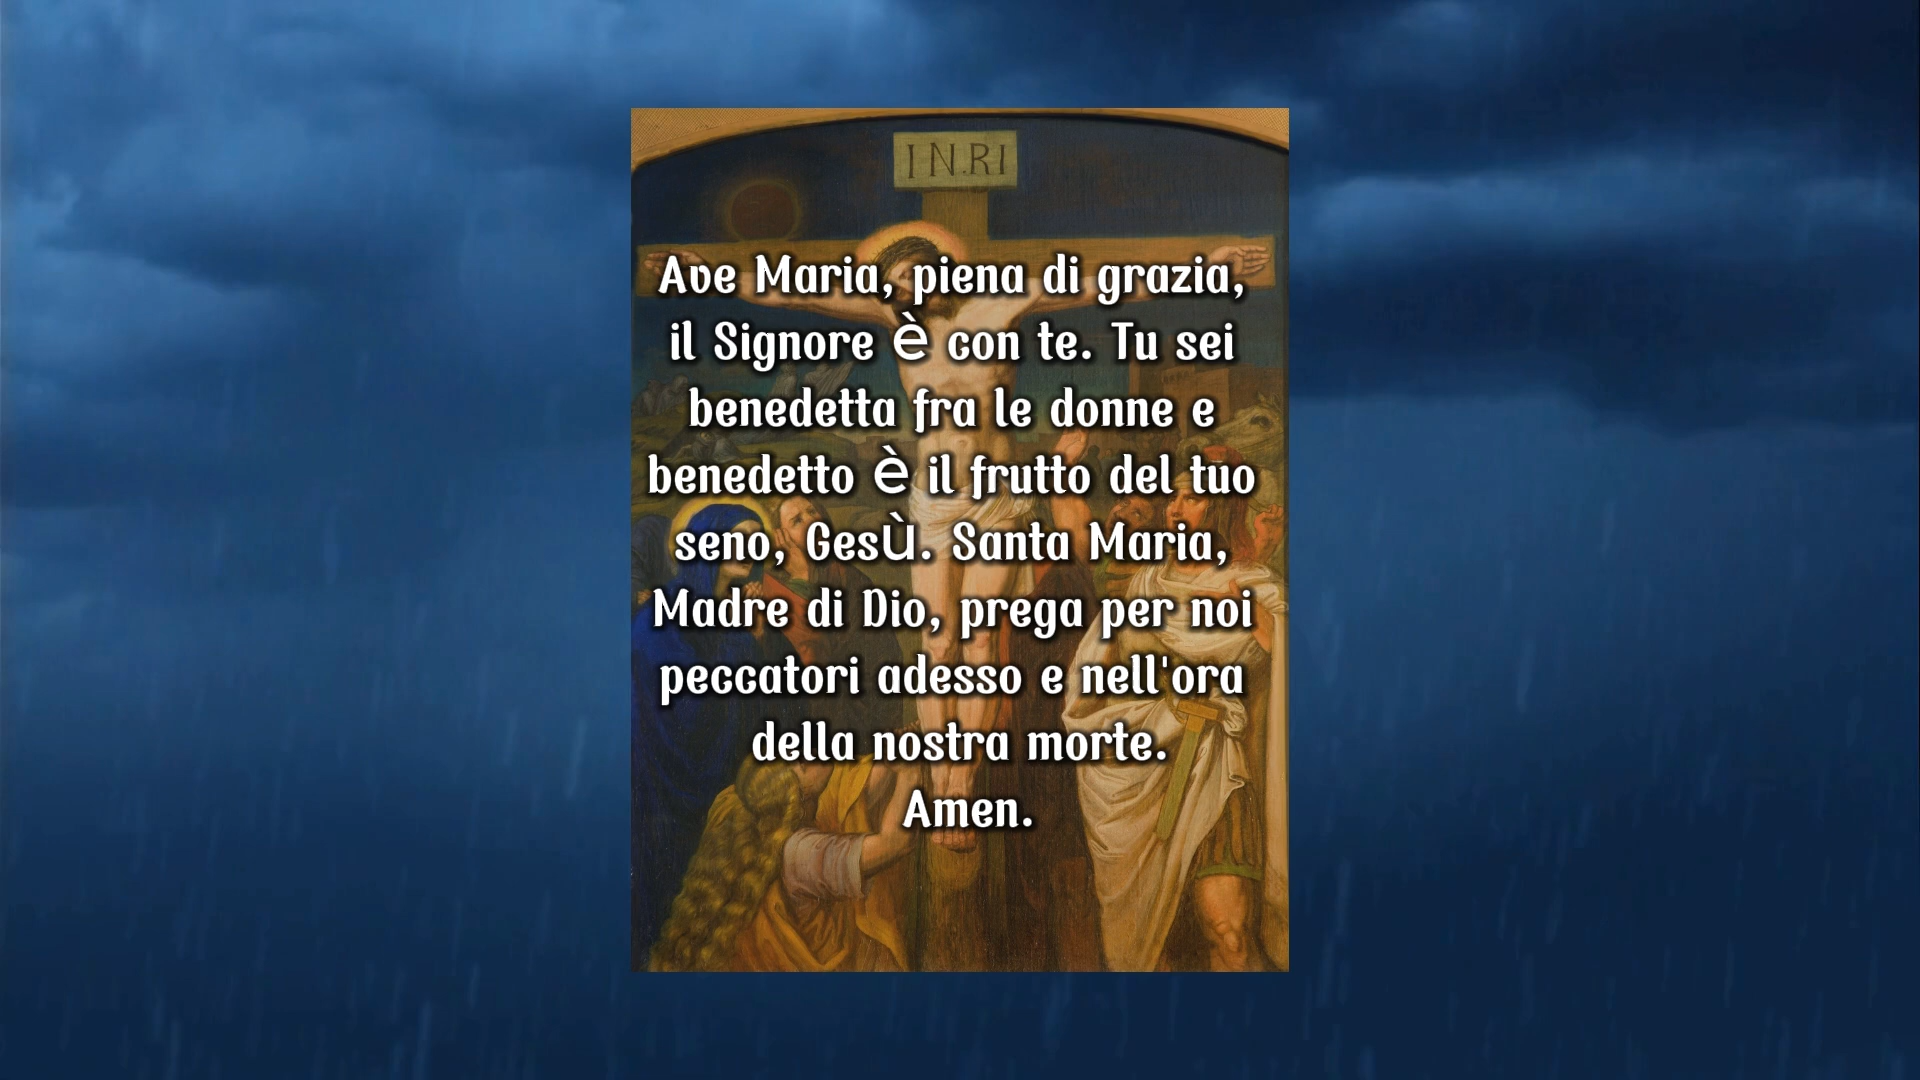 I N.R I
Ave Maria, piena di grazia,
il Signore è con te. Tu sei
benedetta fra le donne e
benedetto è il frutto del tuo
seno, Gesù. Santa Maria,
Madre di Dio, prega per noi
peccatori adesso e nell'ora
della nostra morte.
Amen.